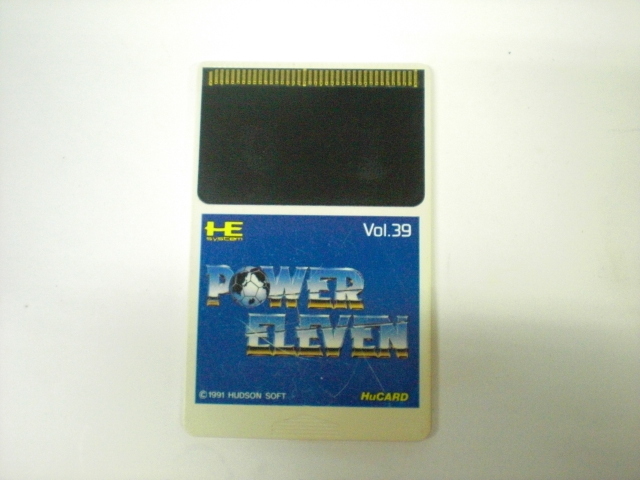 HE
system
Vol.39
POWER
ELEVEN
©1991 HUDSON SOFT
HuCARD